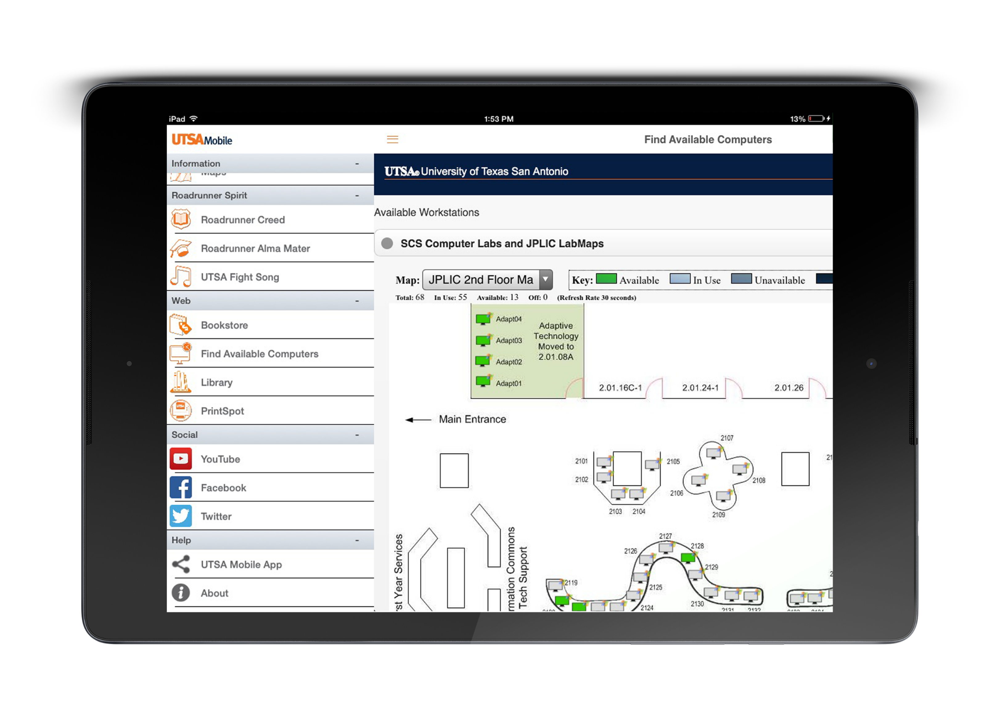 iPad
1:53 PM
13%
UTSAMobile
Find Available Computers
Information -
Maps
Roadrunner Spirit -
Roadrunner Creed
Roadrunner Alma Mater
UTSA Fight Song
Web -
Bookstore
Find Available Computers
Library
PrintSpot
Social -
YouTube
Facebook
Twitter
Help -
UTSA Mobile App
About
UTSA® University of Texas San Antonio
Available Workstations
SCS Computer Labs and JPLIC LabMaps
Map: JPLIC 2nd Floor Ma
Key: Available In Use Unavailable
Total: 68 In Use: 55 Available: 13 Off: 0 (Refresh Rate 30 seconds)
Adapt04
Adapt03
Adapt02
Adapt01
Adaptive
Technology
Moved to
2.01.08A
2.01.16C-1
2.01.24-1
2.01.26
Main Entrance
2101
2102
2103
2104
2105
2106
2107
2108
2109
21
st Year Services
rmation Commons
Tech Support
2119
2124
2125
2126
2127
2128
2129
2130
2131
2132
2